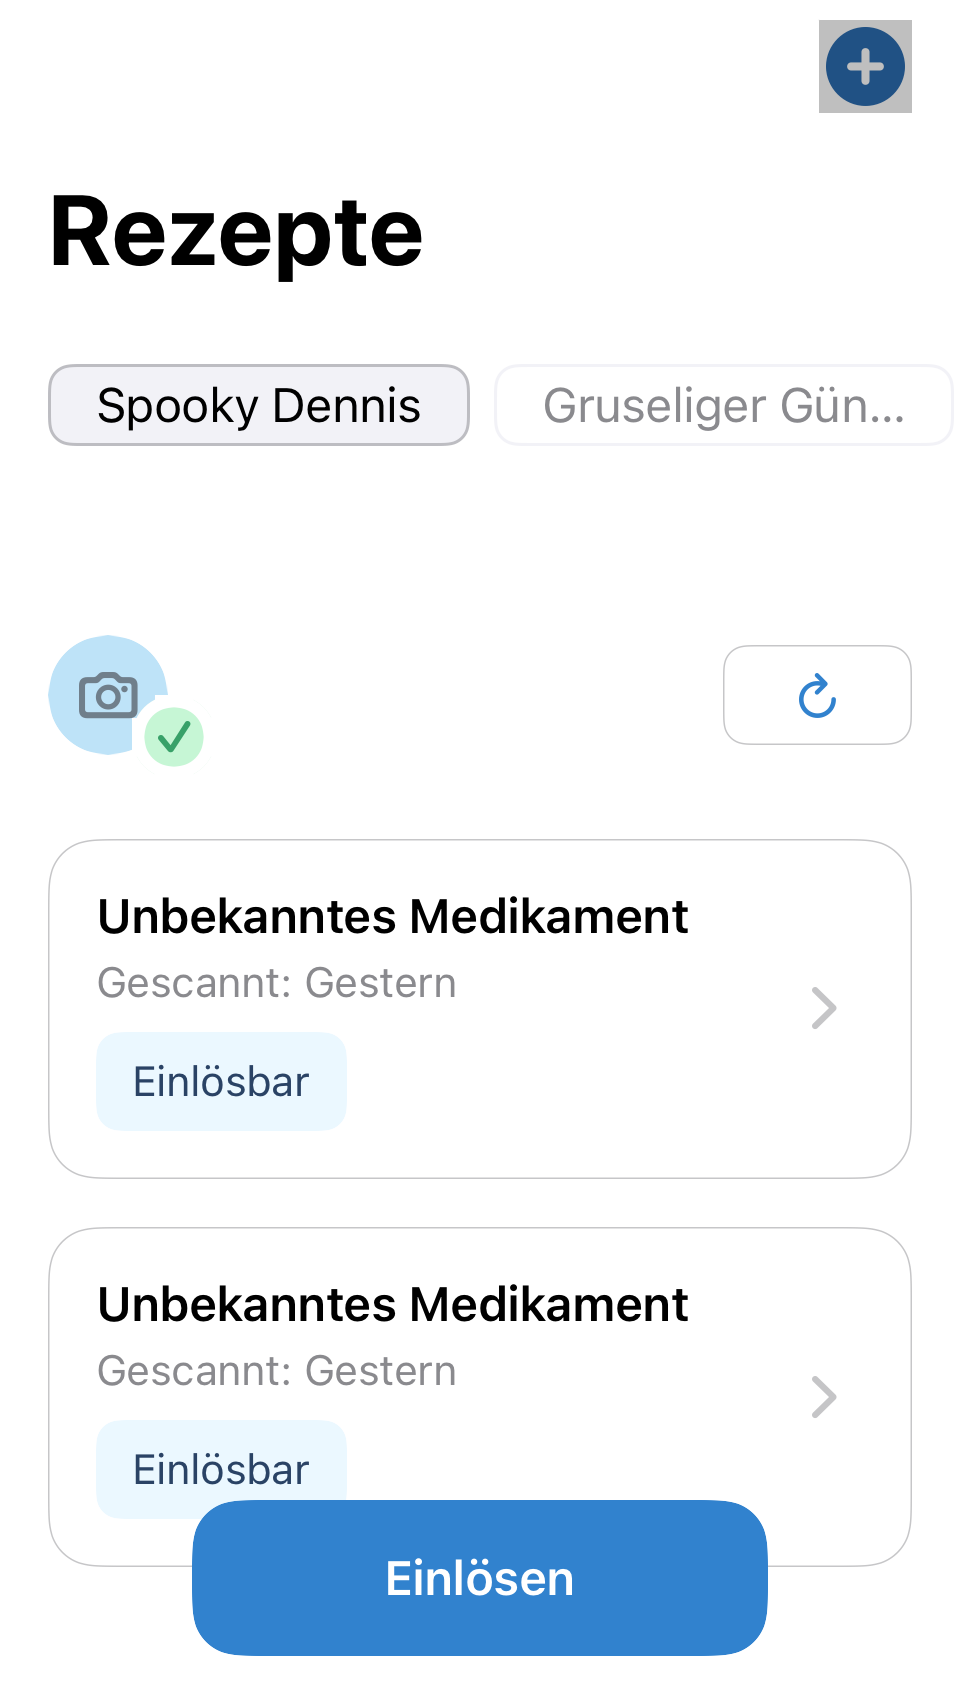 Rezepte
Spooky Dennis
Gruseliger Gün...
Unbekanntes Medikament
Gescannt: Gestern
Einlösbar
Unbekanntes Medikament
Gescannt: Gestern
Einlösbar
Einlösen